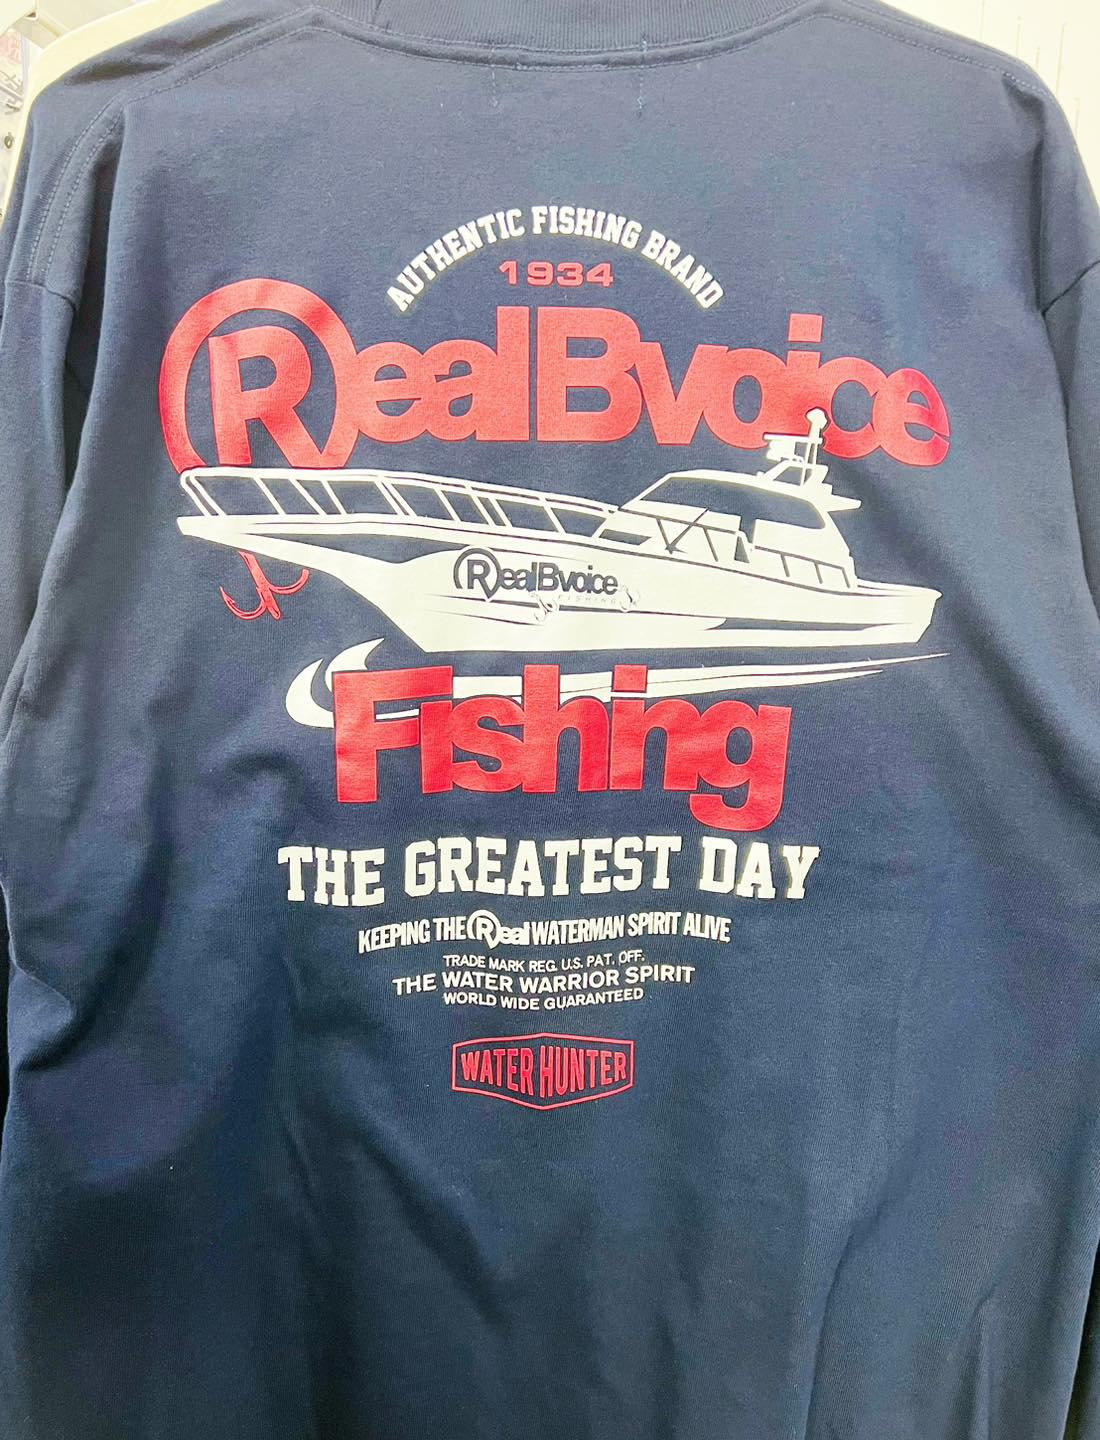 AUTHENTIC FISHING BRAND
1934
RealBvoice
RealBvoice
FISHING
Fishing
THE GREATEST DAY
KEEPING THE Real WATERMAN SPIRIT ALIVE
TRADE MARK REG. U.S. PAT. OFF.
THE WATER WARRIOR SPIRIT
WORLD WIDE GUARANTEED
WATER HUNTER